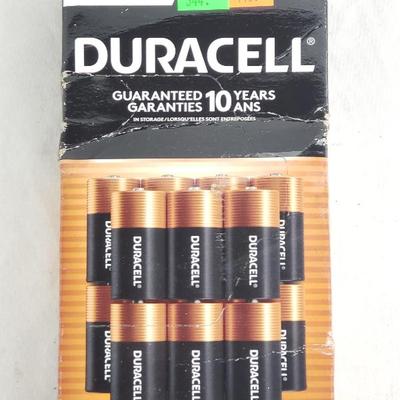 DURACELL®
GUARANTEED 10 YEARS
GARANTIES ANS
IN STORAGE/LORSQU'ELLES SONT ENTREPOSÉES
DURACELL®
DURACELL®
DURACELL®
DURACELL
DURACELL
DURACELL